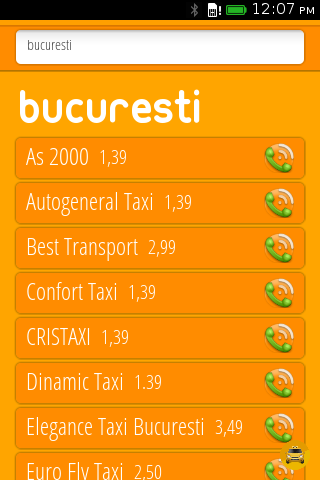 12:07 PM
bucuresti
bucuresti
As 2000 1,39
Autogeneral Taxi 1,39
Best Transport 2,99
Confort Taxi 1,39
CRISTAXI 1,39
Dinamic Taxi 1.39
Elegance Taxi Bucuresti 3,49
Euro Fly Taxi 2,50